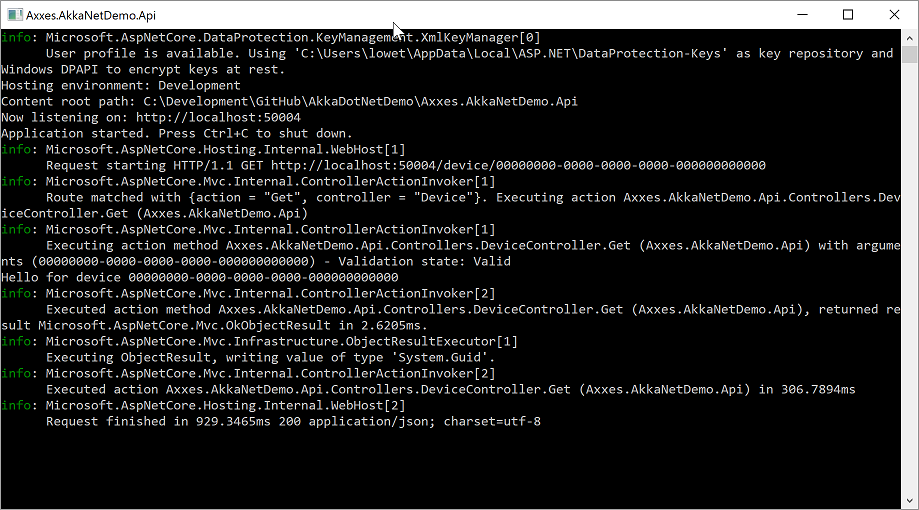 Axxes.AkkaNetDemo.Api
info: Microsoft.AspNetCore.DataProtection.KeyManagement.XmlKeyManager[0]
      User profile is available. Using 'C:\Users\lowet\AppData\Local\ASP.NET\DataProtection-Keys' as key repository and
Windows DPAPI to encrypt keys at rest.
Hosting environment: Development
Content root path: C:\Development\GitHub\AkkaDotNetDemo\Axxes.AkkaNetDemo.Api
Now listening on: http://localhost:50004
Application started. Press Ctrl+C to shut down.
info: Microsoft.AspNetCore.Hosting.Internal.WebHost[1]
      Request starting HTTP/1.1 GET http://localhost:50004/device/00000000-0000-0000-0000-000000000000
info: Microsoft.AspNetCore.Mvc.Internal.ControllerActionInvoker[1]
      Route matched with {action = "Get", controller = "Device"}. Executing action Axxes.AkkaNetDemo.Api.Controllers.Dev
iceController.Get (Axxes.AkkaNetDemo.Api)
info: Microsoft.AspNetCore.Mvc.Internal.ControllerActionInvoker[1]
      Executing action method Axxes.AkkaNetDemo.Api.Controllers.DeviceController.Get (Axxes.AkkaNetDemo.Api) with argume
nts (00000000-0000-0000-0000-000000000000) - Validation state: Valid
Hello for device 00000000-0000-0000-0000-000000000000
info: Microsoft.AspNetCore.Mvc.Internal.ControllerActionInvoker[2]
      Executed action method Axxes.AkkaNetDemo.Api.Controllers.DeviceController.Get (Axxes.AkkaNetDemo.Api), returned re
sult Microsoft.AspNetCore.Mvc.OkObjectResult in 2.6205ms.
info: Microsoft.AspNetCore.Mvc.Infrastructure.ObjectResultExecutor[1]
      Executing ObjectResult, writing value of type 'System.Guid'.
info: Microsoft.AspNetCore.Mvc.Internal.ControllerActionInvoker[2]
      Executed action Axxes.AkkaNetDemo.Api.Controllers.DeviceController.Get (Axxes.AkkaNetDemo.Api) in 306.7894ms
info: Microsoft.AspNetCore.Hosting.Internal.WebHost[2]
      Request finished in 929.3465ms 200 application/json; charset=utf-8